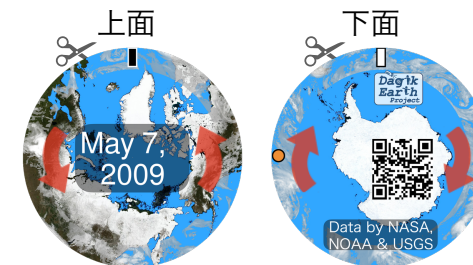 上面
下面
May 7,
2009
Dagik
Earth
Project
Data by NASA,
NOAA & USGS